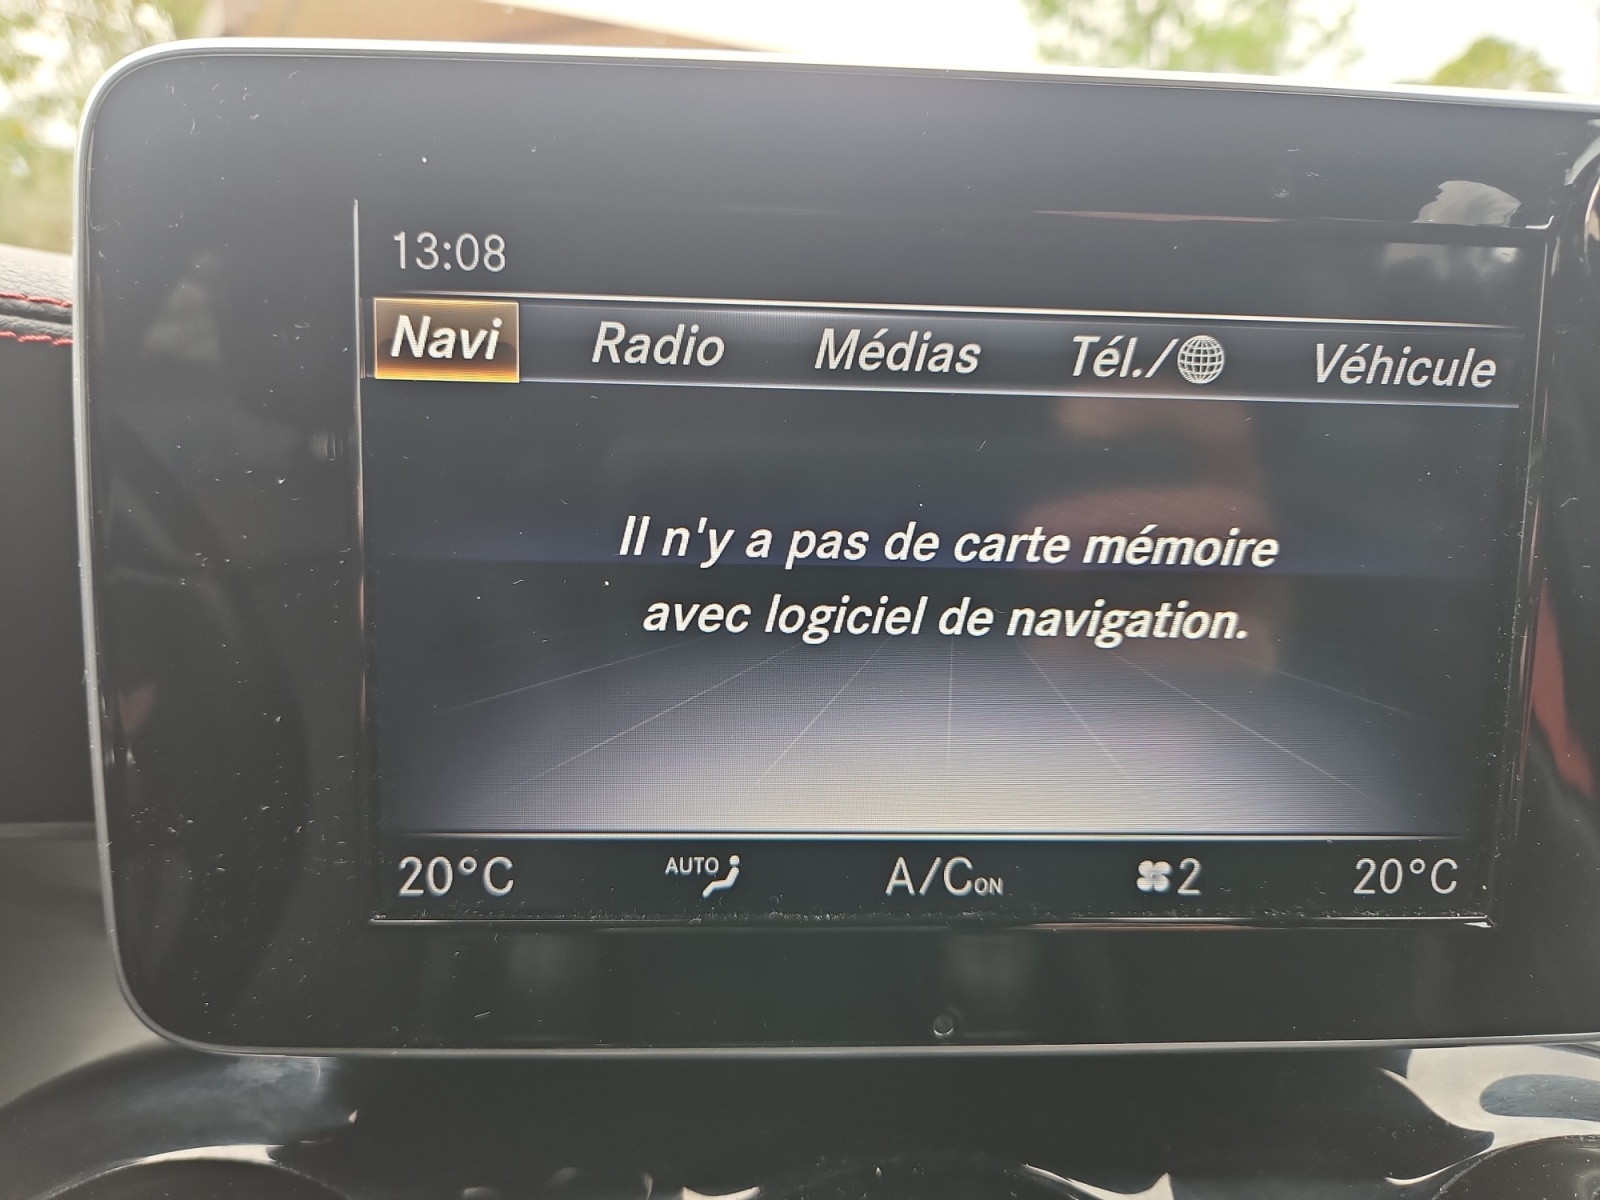 13:08
Navi Radio Médias Tél./ Véhicule
Il n'y a pas de carte mémoire
avec logiciel de navigation.
20°C AUTO A/C ON 2 20°C